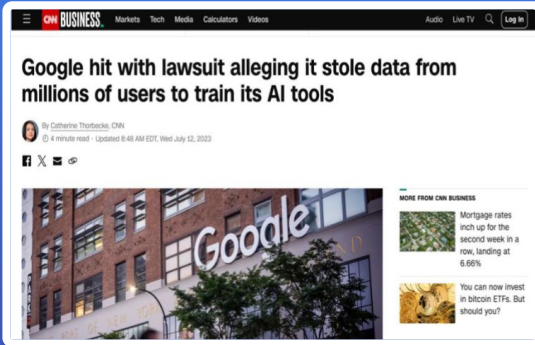 CNN BUSINESS Markets Tech Media Calculators Videos Audio Live TV Log In
Google hit with lawsuit alleging it stole data from
millions of users to train its AI tools
By Catherine Thorbecke, CNN
4 minute read · Updated 8:48 AM EDT, Wed July 12, 2023
Google
MORE FROM CNN BUSINESS
Mortgage rates
inch up for the
second week in a
row, landing at
6.66%
You can now invest
in bitcoin ETFs. But
should you?